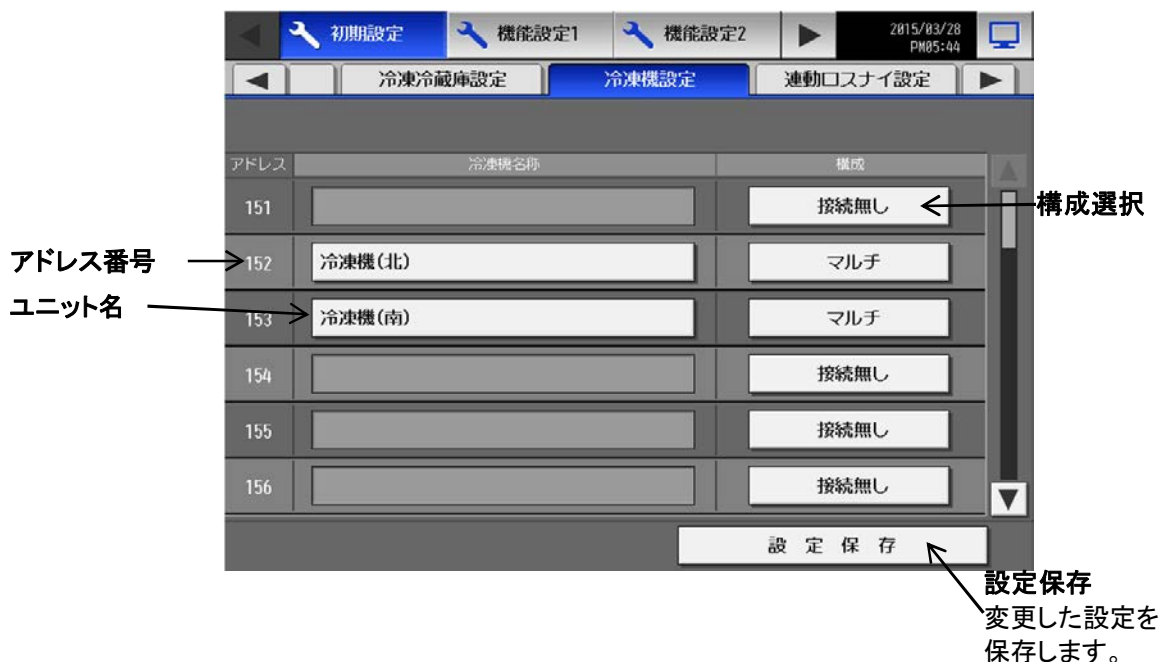 初期設定 機能設定1 機能設定2 2015/03/28
PM05:44
冷凍冷蔵庫設定 冷凍機設定 連動ロスナイ設定
アドレス 冷凍機名称 構成
151 接続無し 構成選択
アドレス番号 152 冷凍機(北) マルチ
ユニット名 153 冷凍機(南) マルチ
154 接続無し
155 接続無し
156 接続無し
設定保存
設定保存
変更した設定を
保存します。